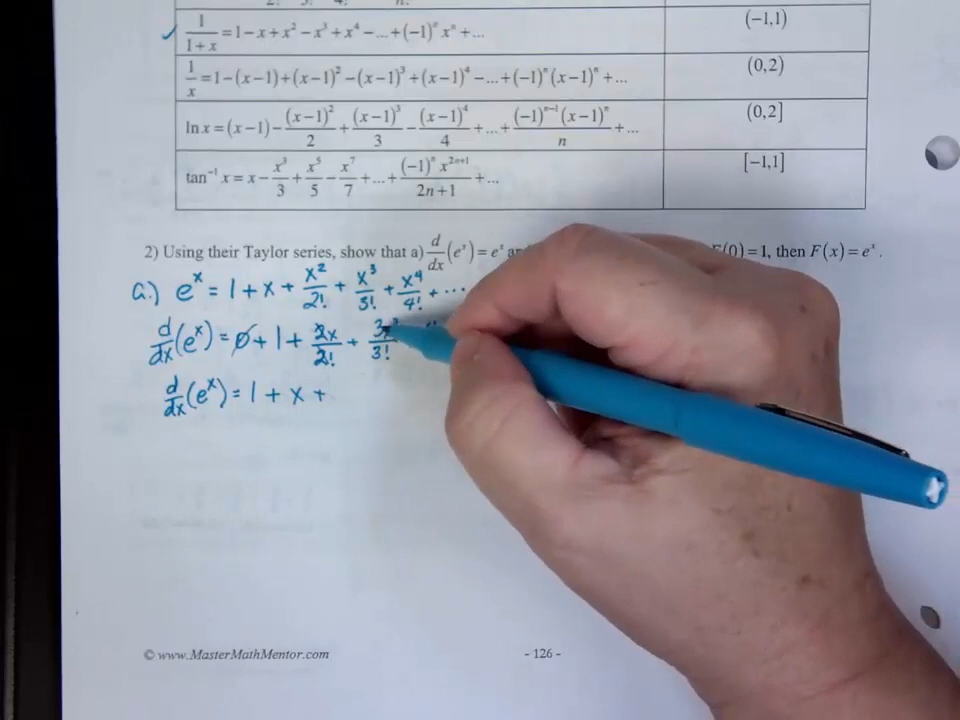 1/(1+x) = 1 − x + x² − x³ + x⁴ − ... + (−1)ⁿ xⁿ + ... (−1,1)
1/x = 1 − (x−1) + (x−1)² − (x−1)³ + (x−1)⁴ − ... + (−1)ⁿ (x−1)ⁿ + ... (0,2)
ln x = (x−1) − (x−1)²/2 + (x−1)³/3 − (x−1)⁴/4 + ... + (−1)ⁿ⁻¹ (x−1)ⁿ/n + ... (0,2]
tan⁻¹ x = x − x³/3 + x⁵/5 − x⁷/7 + ... + (−1)ⁿ x²ⁿ⁺¹/(2n+1) + ... [−1,1]
2) Using their Taylor series, show that a) d/dx (eˣ) = eˣ (0) = 1, then F(x) = eˣ.
a.) eˣ = 1 + x + x²/2! + x³/3! + x⁴/4! + ...
d/dx (eˣ) = 0 + 1 + 2x/2! + /3!
d/dx (eˣ) = 1 + x +
© www.MasterMathMentor.com - 126 -